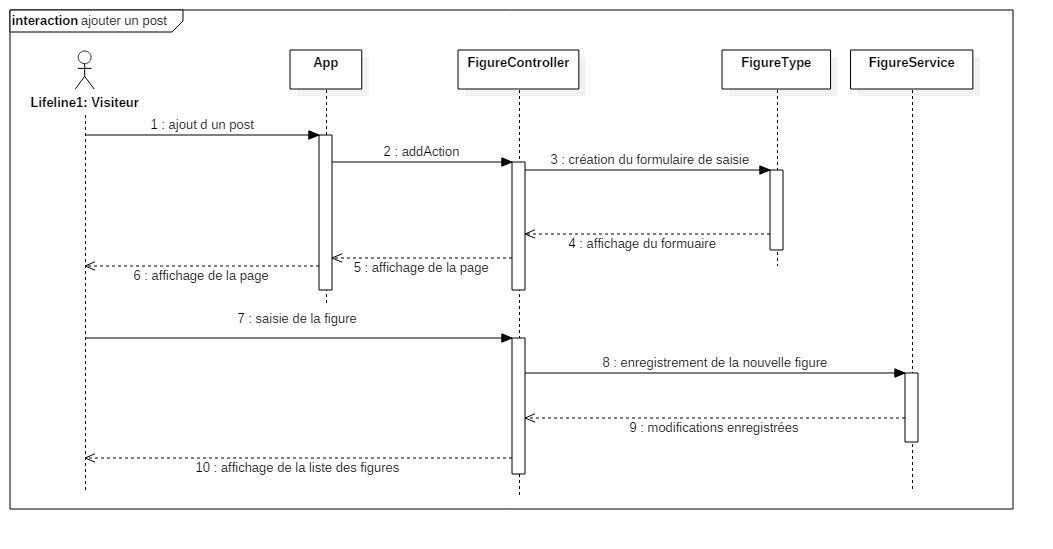 interaction ajouter un post
App
FigureController
FigureType
FigureService
Lifeline1: Visiteur
1 : ajout d un post
2 : addAction
3 : création du formulaire de saisie
4 : affichage du formuaire
5 : affichage de la page
6 : affichage de la page
7 : saisie de la figure
8 : enregistrement de la nouvelle figure
9 : modifications enregistrées
10 : affichage de la liste des figures